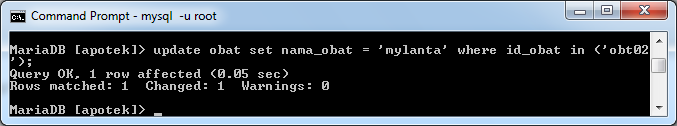 Command Prompt - mysql -u root
MariaDB [apotek]> update obat set nama_obat = 'mylanta' where id_obat in ('obt02
');
Query OK, 1 row affected (0.05 sec)
Rows matched: 1  Changed: 1  Warnings: 0
MariaDB [apotek]> _